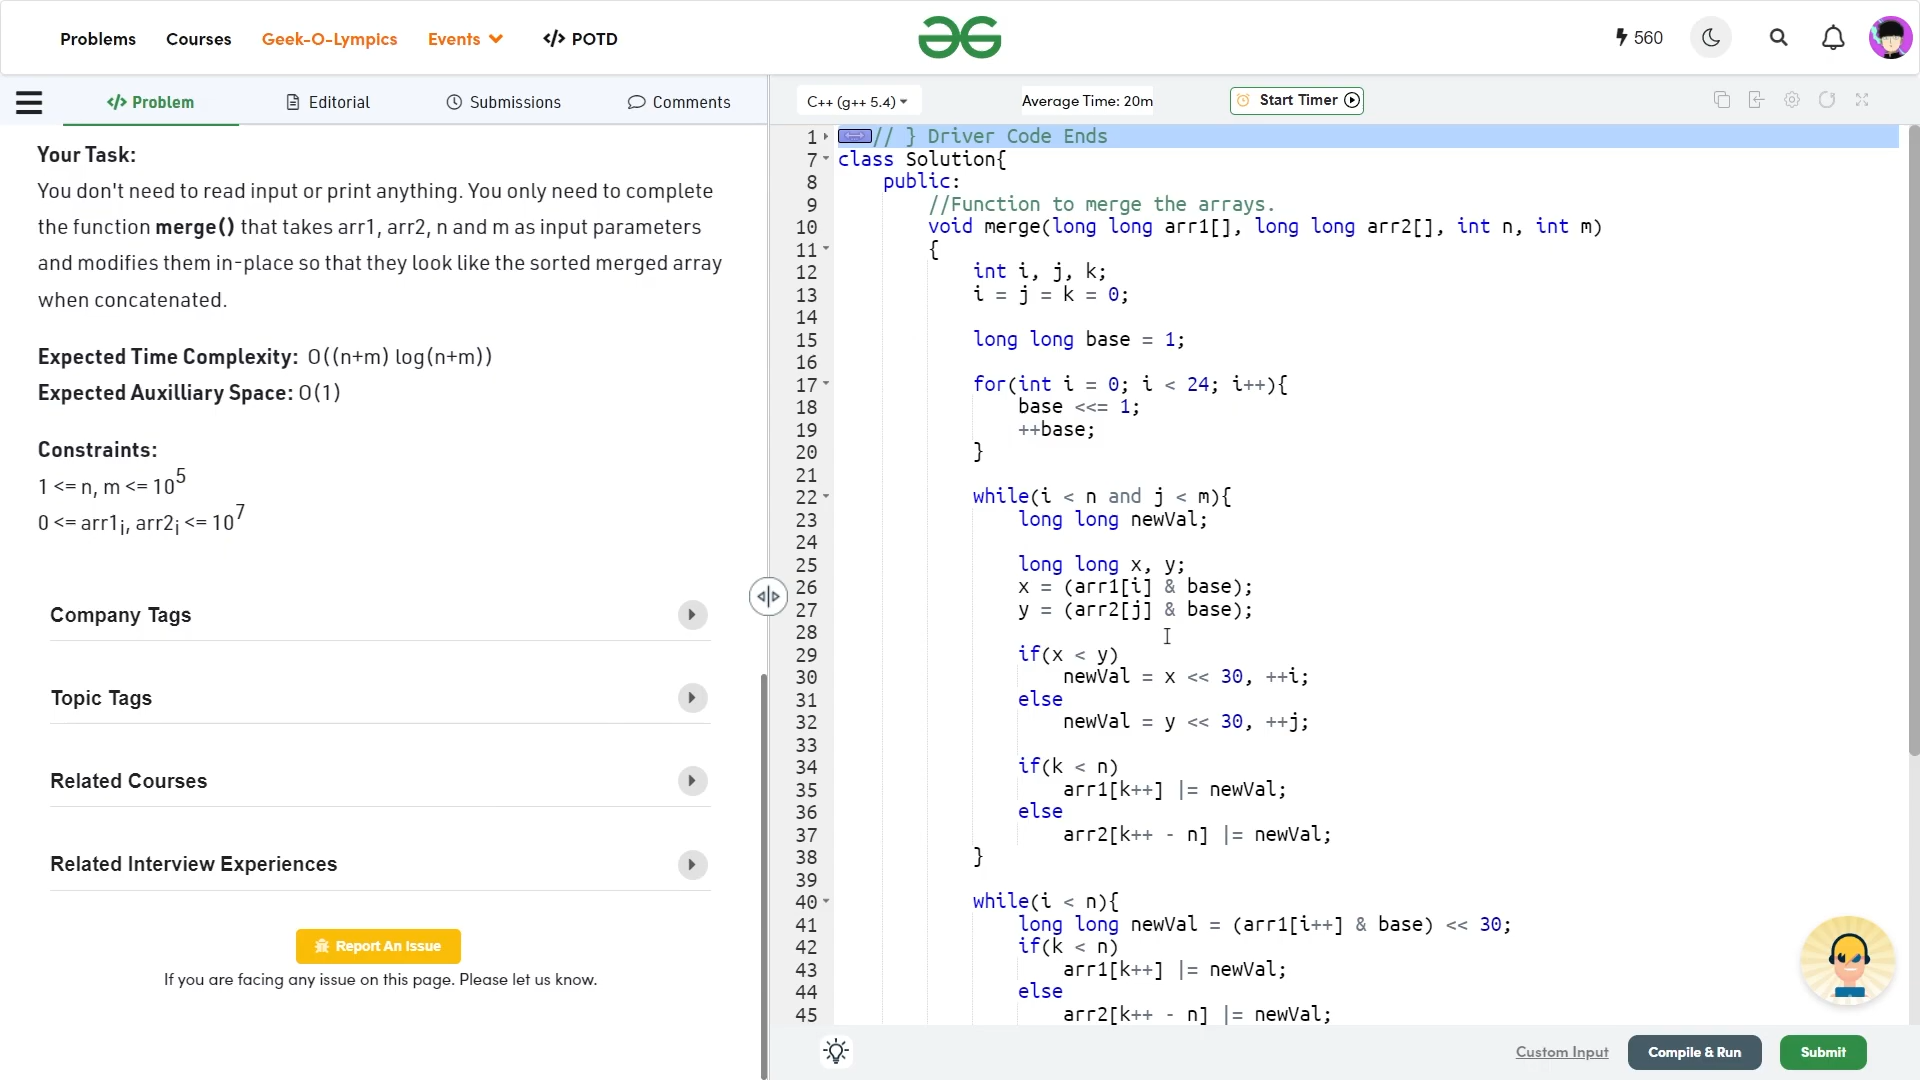 Problems Courses Geek-O-Lympics Events </> POTD
560
</> Problem Editorial Submissions Comments
Your Task:
You don't need to read input or print anything. You only need to complete
the function merge() that takes arr1, arr2, n and m as input parameters
and modifies them in-place so that they look like the sorted merged array
when concatenated.
Expected Time Complexity: O((n+m) log(n+m))
Expected Auxilliary Space: O(1)
Constraints:
1 <= n, m <= 10^5
0 <= arr1i, arr2i <= 10^7
Company Tags
Topic Tags
Related Courses
Related Interview Experiences
Report An Issue
If you are facing any issue on this page. Please let us know.
C++ (g++ 5.4) Average Time: 20m Start Timer
1 // } Driver Code Ends
7 class Solution{
8 public:
9 //Function to merge the arrays.
10 void merge(long long arr1[], long long arr2[], int n, int m)
11 {
12 int i, j, k;
13 i = j = k = 0;
14
15 long long base = 1;
16
17 for(int i = 0; i < 24; i++){
18 base <<= 1;
19 ++base;
20 }
21
22 while(i < n and j < m){
23 long long newVal;
24
25 long long x, y;
26 x = (arr1[i] & base);
27 y = (arr2[j] & base);
28
29 if(x < y)
30 newVal = x << 30, ++i;
31 else
32 newVal = y << 30, ++j;
33
34 if(k < n)
35 arr1[k++] |= newVal;
36 else
37 arr2[k++ - n] |= newVal;
38 }
39
40 while(i < n){
41 long long newVal = (arr1[i++] & base) << 30;
42 if(k < n)
43 arr1[k++] |= newVal;
44 else
45 arr2[k++ - n] |= newVal;
Custom Input Compile & Run Submit